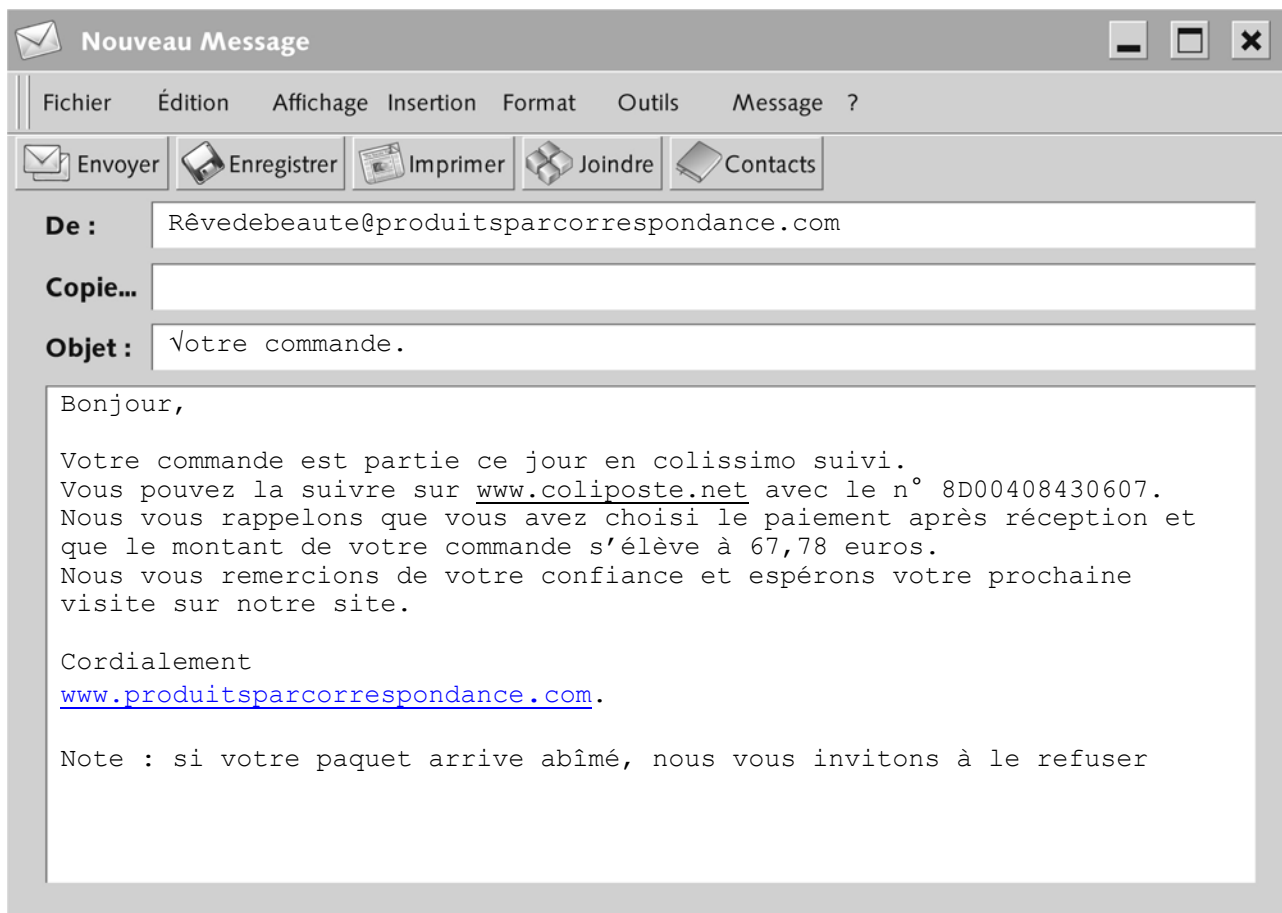 Nouveau Message
Fichier Édition Affichage Insertion Format Outils Message ?
Envoyer Enregistrer Imprimer Joindre Contacts
De : Rêvedebeaute@produitsparcorrespondance.com
Copie...
Objet : √otre commande.
Bonjour,
Votre commande est partie ce jour en colissimo suivi.
Vous pouvez la suivre sur www.coliposte.net avec le n° 8D00408430607.
Nous vous rappelons que vous avez choisi le paiement après réception et
que le montant de votre commande s’élève à 67,78 euros.
Nous vous remercions de votre confiance et espérons votre prochaine
visite sur notre site.
Cordialement
www.produitsparcorrespondance.com.
Note : si votre paquet arrive abîmé, nous vous invitons à le refuser